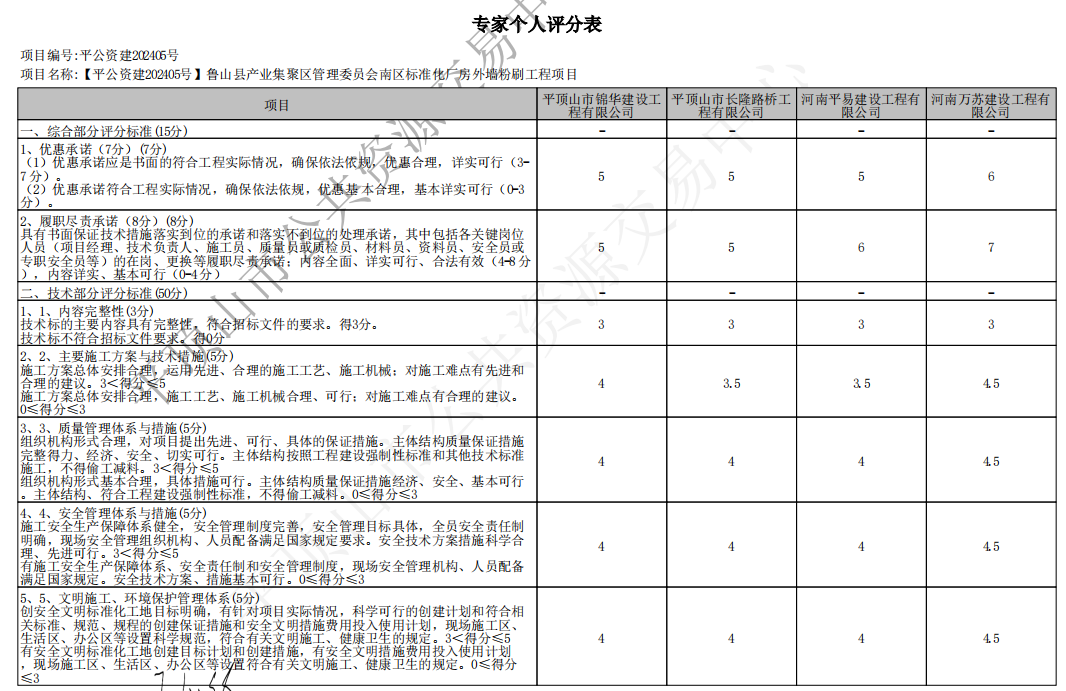 专家个人评分表
项目编号:平公资建202405号
项目名称:【平公资建202405号】鲁山县产业集聚区管理委员会南区标准化厂房外墙粉刷工程项目
项目
平顶山市锦华建设工程有限公司
平顶山市长隆路桥工程有限公司
河南平易建设工程有限公司
河南万苏建设工程有限公司
一、综合部分评分标准(15分) - - - -
1、优惠承诺（7分）(7分)
（1）优惠承诺应是书面的符合工程实际情况，确保依法依规，优惠合理，详实可行（3-
7分）。
（2）优惠承诺符合工程实际情况，确保依法依规，优惠基本合理，基本详实可行（0-3
分）。
5 5 5 6
2、履职尽责承诺（8分）(8分)
具有书面保证技术措施落实到位的承诺和落实不到位的处理承诺，其中包括各关键岗位
人员（项目经理、技术负责人、施工员、质量员或质检员、材料员、资料员、安全员或
专职安全员等）的在岗、更换等履职尽责承诺；内容全面、详实可行、合法有效（4-8分
），内容详实、基本可行（0-4分）
5 5 6 7
二、技术部分评分标准(50分) - - - -
1、1、内容完整性(3分)
技术标的主要内容具有完整性，符合招标文件的要求。得3分。
技术标不符合招标文件要求。得0分
3 3 3 3
2、2、主要施工方案与技术措施(5分)
施工方案总体安排合理，运用先进、合理的施工工艺、施工机械；对施工难点有先进和
合理的建议。3＜得分≤5
施工方案总体安排合理，施工工艺、施工机械合理、可行；对施工难点有合理的建议。
0≤得分≤3
4 3.5 3.5 4.5
3、3、质量管理体系与措施(5分)
组织机构形式合理，对项目提出先进、可行、具体的保证措施。主体结构质量保证措施
完整得力、经济、安全、切实可行。主体结构按照工程建设强制性标准和其他技术标准
施工，不得偷工减料。3＜得分≤5
组织机构形式基本合理，具体措施可行。主体结构质量保证措施经济、安全、基本可行
。主体结构、符合工程建设强制性标准，不得偷工减料。0≤得分≤3
4 4 4 4.5
4、4、安全管理体系与措施(5分)
施工安全生产保障体系健全，安全管理制度完善，安全管理目标具体，全员安全责任制
明确，现场安全管理组织机构、人员配备满足国家规定要求。安全技术方案措施科学合
理、先进可行。3＜得分≤5
有施工安全生产保障体系、安全责任制和安全管理制度，现场安全管理机构、人员配备
满足国家规定。安全技术方案、措施基本可行。0≤得分≤3
4 4 4 4.5
5、5、文明施工、环境保护管理体系(5分)
创安全文明标准化工地目标明确，有针对项目实际情况，科学可行的创建计划和符合相
关标准、规范、规程的创建保证措施和安全文明措施费用投入使用计划，现场施工区、
生活区、办公区等设置科学规范，符合有关文明施工、健康卫生的规定。3＜得分≤5
有安全文明标准化工地创建目标计划和创建措施，有安全文明措施费用投入使用计划
，现场施工区、生活区、办公区等设置符合有关文明施工、健康卫生的规定。0≤得分
≤3
4 4 4 4.5
平顶山市公共资源交易中心
平顶山市公共资源交易中心